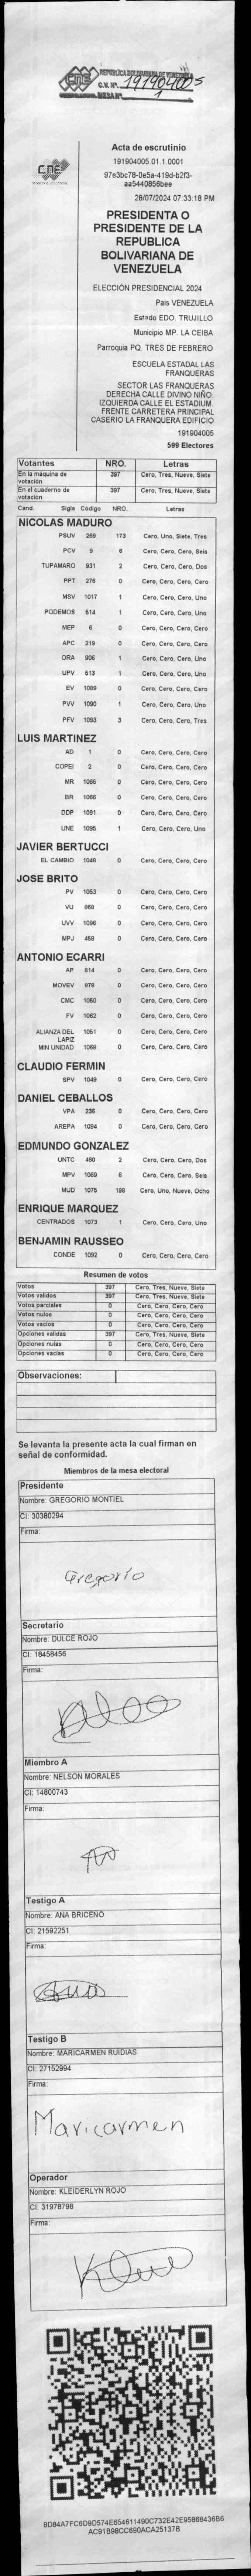 REPUBLICA BOLIVARIANA DE VENEZUELA
C.V. Nº. 191904005
MESA Nº. 1
CNE
Acta de escrutinio
191904005.01.1.0001
97e3bc78-0e5a-419d-b2f3-
aa5440856bee
28/07/2024 07:33:18 PM
PRESIDENTA O
PRESIDENTE DE LA
REPUBLICA
BOLIVARIANA DE
VENEZUELA
ELECCIÓN PRESIDENCIAL 2024
País VENEZUELA
Estado EDO. TRUJILLO
Municipio MP. LA CEIBA
Parroquia PQ. TRES DE FEBRERO
ESCUELA ESTADAL LAS
FRANQUERAS
SECTOR LAS FRANQUERAS
DERECHA CALLE DIVINO NIÑO.
IZQUIERDA CALLE EL ESTADIUM.
FRENTE CARRETERA PRINCIPAL
CASERIO LA FRANQUERA EDIFICIO
191904005
599 Electores
Votantes NRO. Letras
En la máquina de votación 397 Cero, Tres, Nueve, Siete
En el cuaderno de votación 397 Cero, Tres, Nueve, Siete
Cand. Sigla Código NRO. Letras
NICOLAS MADURO
PSUV 269 173 Cero, Uno, Siete, Tres
PCV 9 6 Cero, Cero, Cero, Seis
TUPAMARO 931 2 Cero, Cero, Cero, Dos
PPT 276 0 Cero, Cero, Cero, Cero
MSV 1017 1 Cero, Cero, Cero, Uno
PODEMOS 514 1 Cero, Cero, Cero, Uno
MEP 6 0 Cero, Cero, Cero, Cero
APC 219 0 Cero, Cero, Cero, Cero
ORA 906 1 Cero, Cero, Cero, Uno
UPV 513 1 Cero, Cero, Cero, Uno
EV 1099 0 Cero, Cero, Cero, Cero
PVV 1090 1 Cero, Cero, Cero, Uno
PFV 1093 3 Cero, Cero, Cero, Tres
LUIS MARTINEZ
AD 1 0 Cero, Cero, Cero, Cero
COPEI 2 0 Cero, Cero, Cero, Cero
MR 1066 0 Cero, Cero, Cero, Cero
BR 1066 0 Cero, Cero, Cero, Cero
DDP 1091 0 Cero, Cero, Cero, Cero
UNE 1095 1 Cero, Cero, Cero, Uno
JAVIER BERTUCCI
EL CAMBIO 1048 0 Cero, Cero, Cero, Cero
JOSE BRITO
PV 1053 0 Cero, Cero, Cero, Cero
VU 969 0 Cero, Cero, Cero, Cero
UVV 1096 0 Cero, Cero, Cero, Cero
MPJ 458 0 Cero, Cero, Cero, Cero
ANTONIO ECARRI
AP 914 0 Cero, Cero, Cero, Cero
MOVEV 978 0 Cero, Cero, Cero, Cero
CMC 1060 0 Cero, Cero, Cero, Cero
FV 1062 0 Cero, Cero, Cero, Cero
ALIANZA DEL LAPIZ 1051 0 Cero, Cero, Cero, Cero
MIN UNIDAD 1069 0 Cero, Cero, Cero, Cero
CLAUDIO FERMIN
SPV 1049 0 Cero, Cero, Cero, Cero
DANIEL CEBALLOS
VPA 236 0 Cero, Cero, Cero, Cero
AREPA 1094 0 Cero, Cero, Cero, Cero
EDMUNDO GONZALEZ
UNTC 460 2 Cero, Cero, Cero, Dos
MPV 1069 6 Cero, Cero, Cero, Seis
MUD 1075 198 Cero, Uno, Nueve, Ocho
ENRIQUE MARQUEZ
CENTRADOS 1073 1 Cero, Cero, Cero, Uno
BENJAMIN RAUSSEO
CONDE 1092 0 Cero, Cero, Cero, Cero
Resumen de votos
Votos 397 Cero, Tres, Nueve, Siete
Votos validos 397 Cero, Tres, Nueve, Siete
Votos parciales 0 Cero, Cero, Cero, Cero
Votos nulos 0 Cero, Cero, Cero, Cero
Votos vacios 0 Cero, Cero, Cero, Cero
Opciones validas 397 Cero, Tres, Nueve, Siete
Opciones nulas 0 Cero, Cero, Cero, Cero
Opciones vacias 0 Cero, Cero, Cero, Cero
Observaciones:
Se levanta la presente acta la cual firman en
señal de conformidad.
Miembros de la mesa electoral
Presidente
Nombre: GREGORIO MONTIEL
CI: 30380294
Firma:
Gregorio
Secretario
Nombre: DULCE ROJO
CI: 18458456
Firma:
Miembro A
Nombre: NELSON MORALES
CI: 14800743
Firma:
Testigo A
Nombre: ANA BRICEÑO
CI: 21592251
Firma:
Ana
Testigo B
Nombre: MARICARMEN RUIDIAS
CI: 27152994
Firma:
Maricarmen
Operador
Nombre: KLEIDERLYN ROJO
CI: 31978798
Firma:
8D84A7FC6D9D574E654611490C732E42E95868436B6
AC91B98CC690ACA25137B